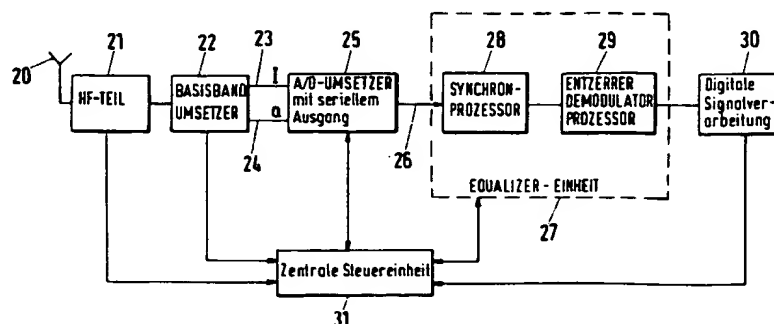 20
21
HF-TEIL
22
BASISBAND
UMSETZER
23
I
Q
24
25
A/D-UMSETZER
mit seriellem
Ausgang
26
28
SYNCHRON-
PROZESSOR
29
ENTZERRER
DEMODULATOR
PROZESSOR
EQUALIZER-EINHEIT
27
30
Digitale
Signalver-
arbeitung
Zentrale Steuereinheit
31